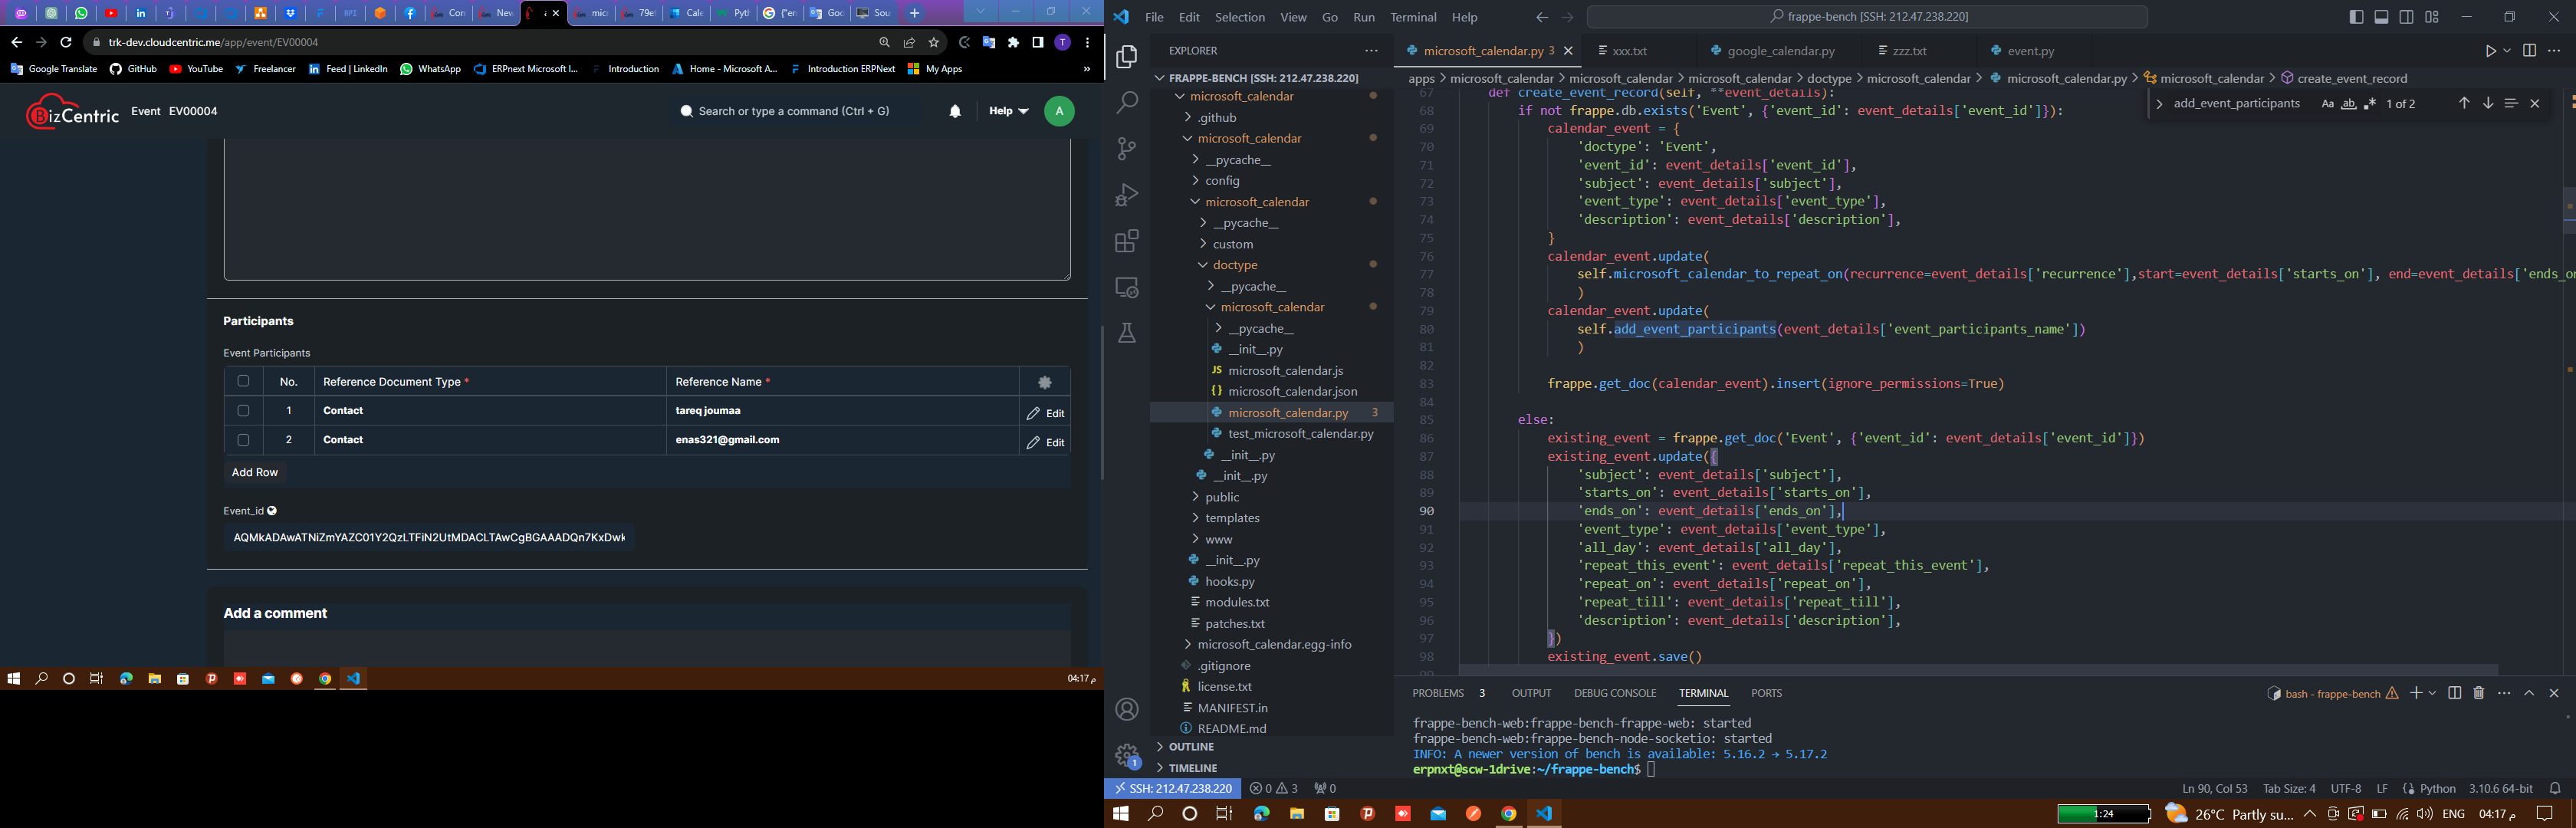 Cor
New
mici
79e
Cale
Pyth
{"en
Goo
Sou
trk-dev.cloudcentric.me/app/event/EV00004
Google Translate
GitHub
YouTube
Freelancer
Feed | LinkedIn
WhatsApp
ERPnext Microsoft I...
Introduction
Home - Microsoft A...
Introduction ERPNext
My Apps
»
BizCentric
Event EV00004
Search or type a command (Ctrl + G)
Help
A
Participants
Event Participants
No. Reference Document Type * Reference Name *
1 Contact tareq joumaa Edit
2 Contact enas321@gmail.com Edit
Add Row
Event_id
Add a comment
04:17 م
File Edit Selection View Go Run Terminal Help
frappe-bench [SSH: 212.47.238.220]
EXPLORER
FRAPPE-BENCH [SSH: 212.47.238.220]
microsoft_calendar
.github
microsoft_calendar
__pycache__
config
microsoft_calendar
__pycache__
custom
doctype
__pycache__
microsoft_calendar
__pycache__
__init__.py
JS microsoft_calendar.js
{} microsoft_calendar.json
microsoft_calendar.py 3
test_microsoft_calendar.py
__init__.py
__init__.py
public
templates
www
__init__.py
hooks.py
modules.txt
patches.txt
microsoft_calendar.egg-info
.gitignore
license.txt
MANIFEST.in
README.md
OUTLINE
TIMELINE
microsoft_calendar.py 3
xxx.txt
google_calendar.py
zzz.txt
event.py
apps > microsoft_calendar > microsoft_calendar > microsoft_calendar > doctype > microsoft_calendar > microsoft_calendar.py > microsoft_calendar > create_event_record
add_event_participants Aa ab 1 of 2
67 def create_event_record(self, **event_details):
68 if not frappe.db.exists('Event', {'event_id': event_details['event_id']}):
69 calendar_event = {
70 'doctype': 'Event',
71 'event_id': event_details['event_id'],
72 'subject': event_details['subject'],
73 'event_type': event_details['event_type'],
74 'description': event_details['description'],
75 }
76 calendar_event.update(
77 self.microsoft_calendar_to_repeat_on(recurrence=event_details['recurrence'],start=event_details['starts_on'], end=event_details['ends_on
78 )
79 calendar_event.update(
80 self.add_event_participants(event_details['event_participants_name'])
81 )
82
83 frappe.get_doc(calendar_event).insert(ignore_permissions=True)
84
85 else:
86 existing_event = frappe.get_doc('Event', {'event_id': event_details['event_id']})
87 existing_event.update({
88 'subject': event_details['subject'],
89 'starts_on': event_details['starts_on'],
90 'ends_on': event_details['ends_on'],
91 'event_type': event_details['event_type'],
92 'all_day': event_details['all_day'],
93 'repeat_this_event': event_details['repeat_this_event'],
94 'repeat_on': event_details['repeat_on'],
95 'repeat_till': event_details['repeat_till'],
96 'description': event_details['description'],
97 })
98 existing_event.save()
PROBLEMS 3 OUTPUT DEBUG CONSOLE TERMINAL PORTS
bash - frappe-bench
frappe-bench-web:frappe-bench-frappe-web: started
frappe-bench-web:frappe-bench-node-socketio: started
INFO: A newer version of bench is available: 5.16.2 → 5.17.2
erpnxt@scw-1drive:~/frappe-bench$
SSH: 212.47.238.220 0 3 0
Ln 90, Col 53 Tab Size: 4 UTF-8 LF Python 3.10.6 64-bit
1:24
26°C Partly su... ENG 04:17 م